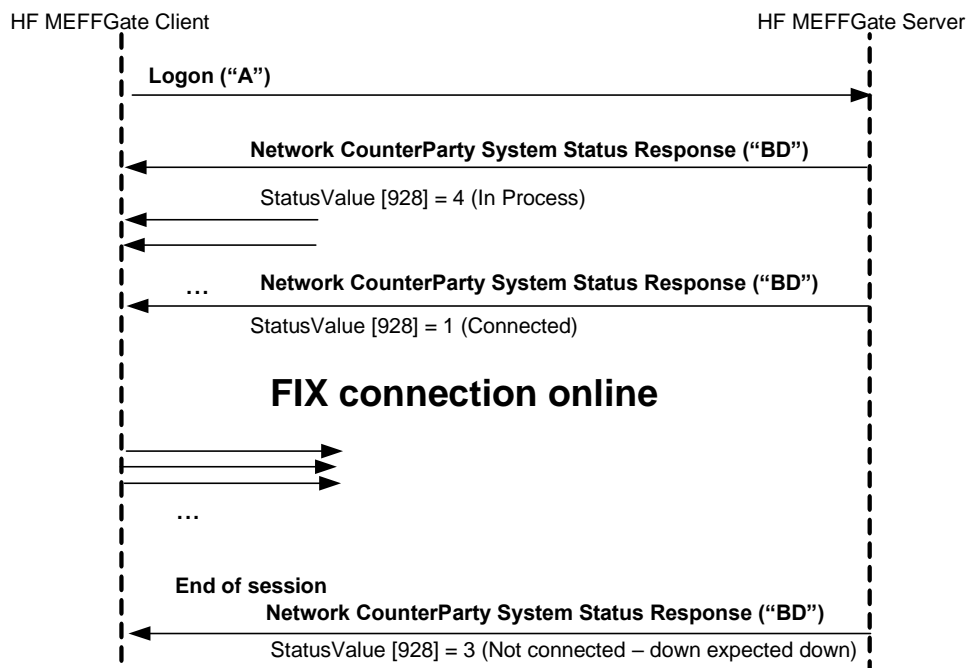 HF MEFFGate Client
HF MEFFGate Server
Logon (“A”)
Network CounterParty System Status Response (“BD”)
StatusValue [928] = 4 (In Process)
...
Network CounterParty System Status Response (“BD”)
StatusValue [928] = 1 (Connected)
FIX connection online
...
End of session
Network CounterParty System Status Response (“BD”)
StatusValue [928] = 3 (Not connected – down expected down)